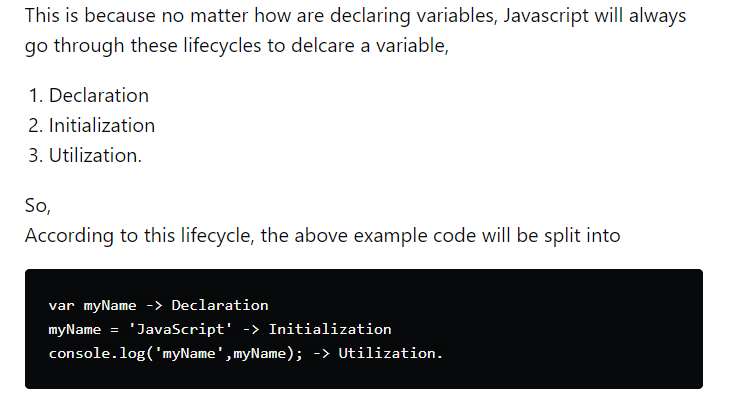 This is because no matter how are declaring variables, Javascript will always
go through these lifecycles to delcare a variable,
1. Declaration
2. Initialization
3. Utilization.
So,
According to this lifecycle, the above example code will be split into
var myName -> Declaration
myName = 'JavaScript' -> Initialization
console.log('myName',myName); -> Utilization.